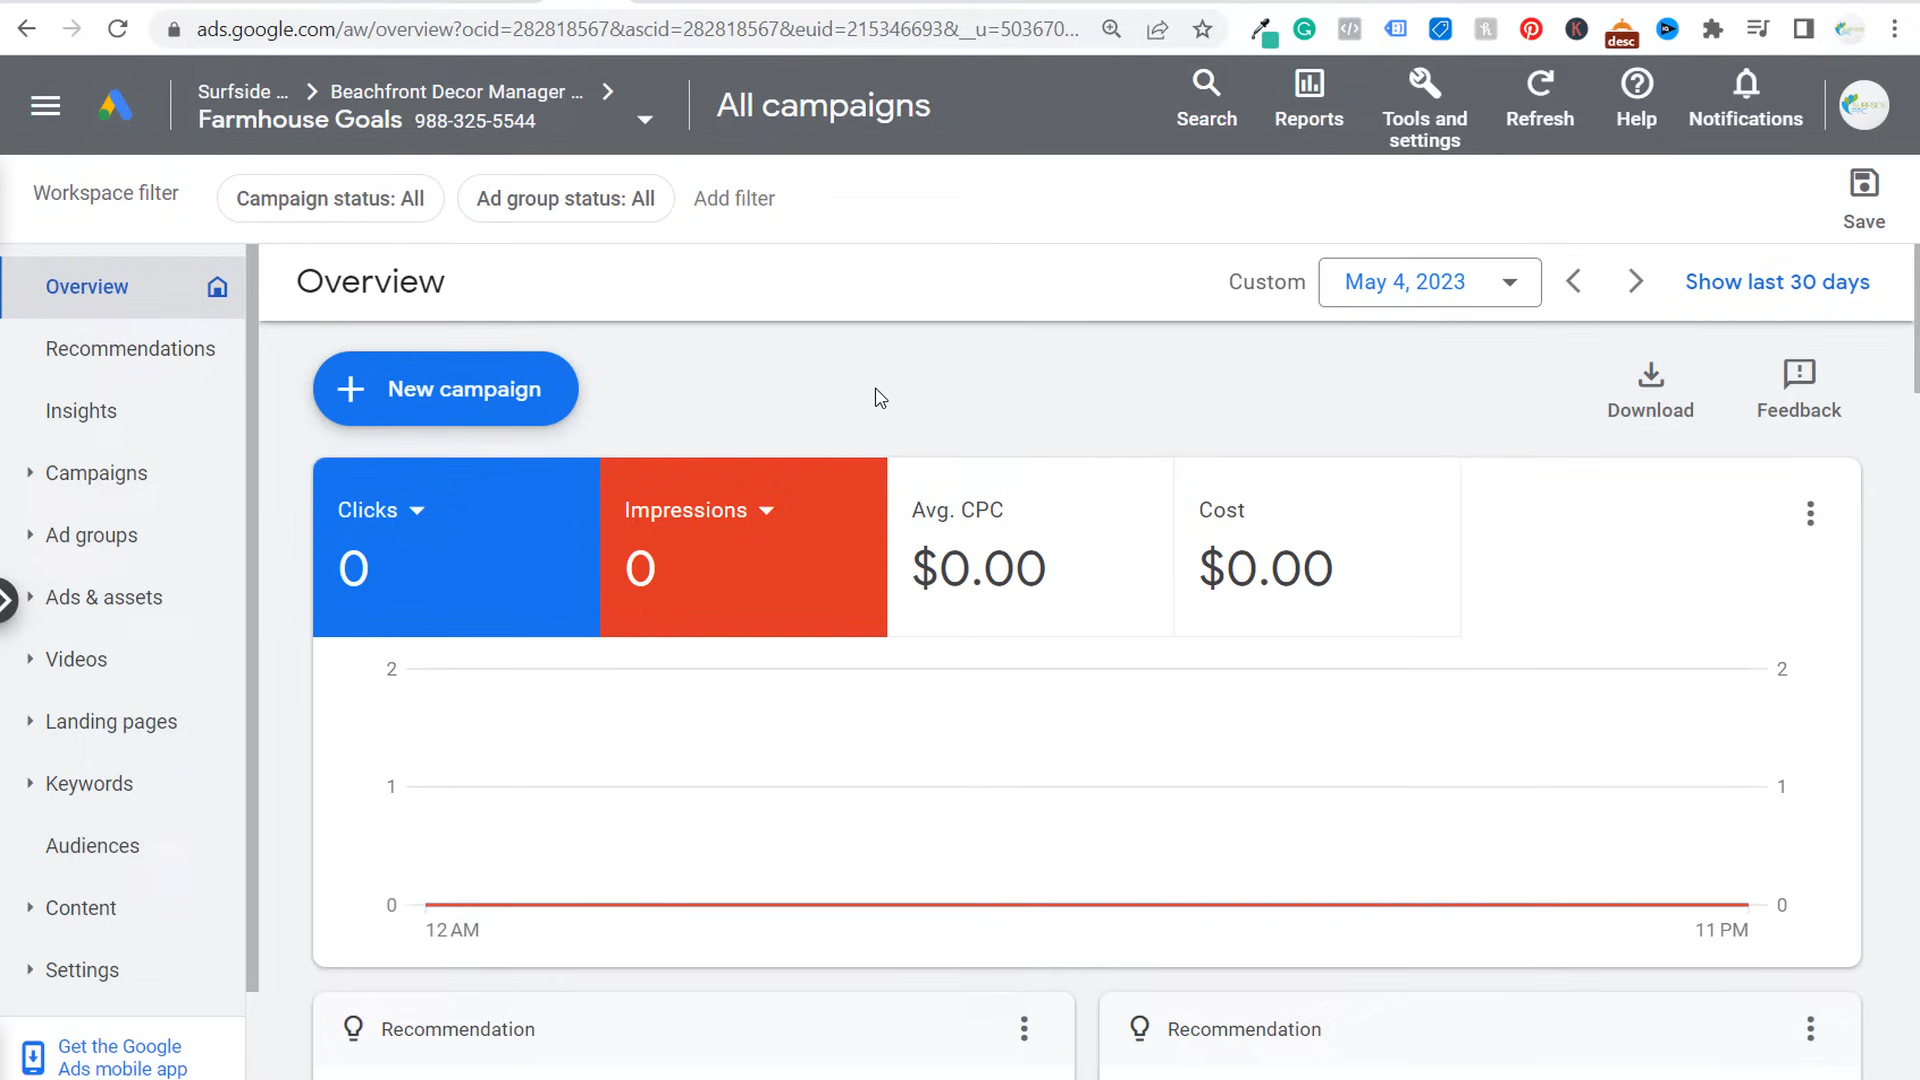 ads.google.com/aw/overview?ocid=282818567&ascid=282818567&euid=215346693&__u=503670...
desc
Surfside ... Beachfront Decor Manager ...
Farmhouse Goals 988-325-5544
All campaigns
Search
Reports
Tools and
settings
Refresh
Help
Notifications
Workspace filter
Campaign status: All
Ad group status: All
Add filter
Save
Overview
Recommendations
Insights
Campaigns
Ad groups
Ads & assets
Videos
Landing pages
Keywords
Audiences
Content
Settings
Get the Google
Ads mobile app
Overview
Custom
May 4, 2023
Show last 30 days
New campaign
Download
Feedback
Clicks
0
Impressions
0
Avg. CPC
$0.00
Cost
$0.00
2 2
1 1
0 0
12 AM 11 PM
Recommendation
Recommendation